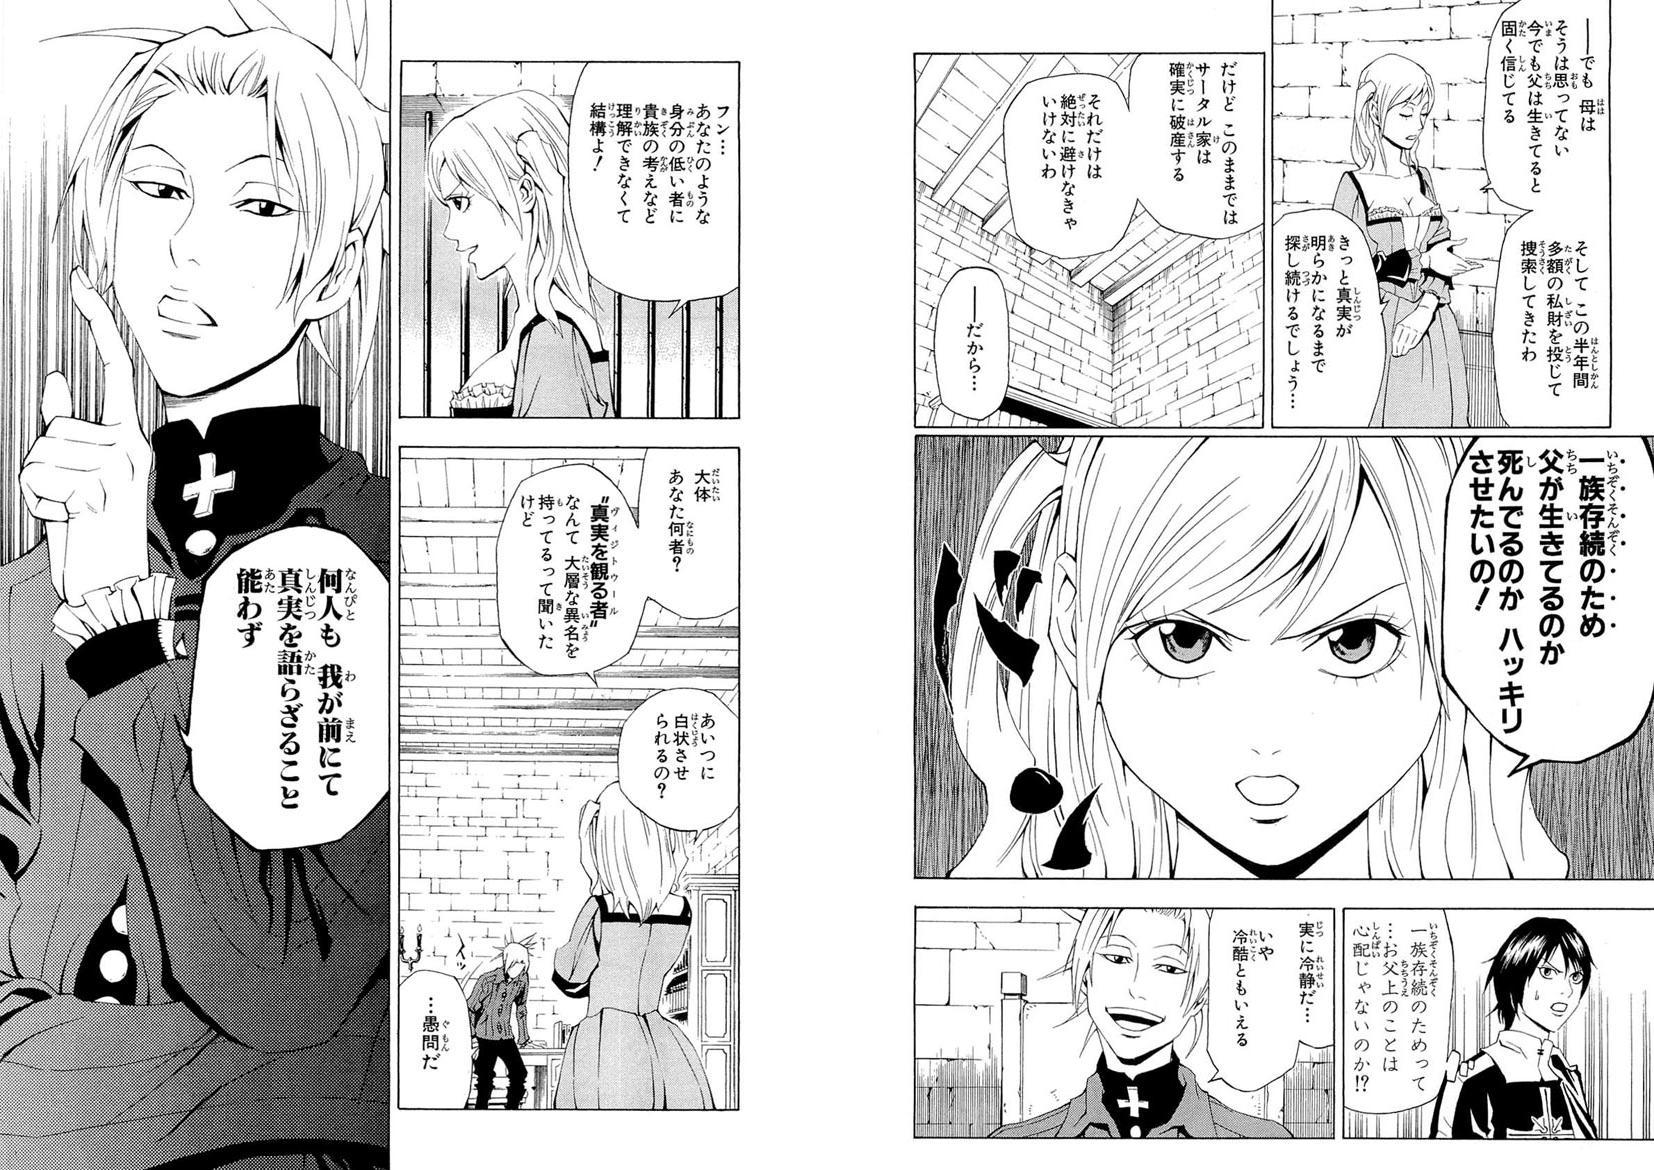 ――でも 母は
そうは思ってない
今でも父は生きてると
固く信じてる
そして この半年間
多額の私財を投じて
捜索してきたわ
きっと真実が
明らかになるまで
探し続けるでしょう…
だけど このままでは
サータル家は
確実に破産する
それだけは
絶対に避けなきゃ
いけないわ
――だから…
一族存続のため
父が生きてるのか
死んでるのか ハッキリ
させたいの!
一族存続のためって
…お父上のことは
心配じゃないのか!?
実に冷静だ…
いや
冷酷ともいえる
フン…
あなたのような
身分の低い者に
貴族の考えなど
理解できなくて
結構よ!
大体
あなた何者?
"真実を観る者"
なんて 大層な異名を
持ってるって聞いた
けど
あいつに
白状させ
られるの?
…愚問だ
何人も 我が前にて
真実を語らざること
能わず